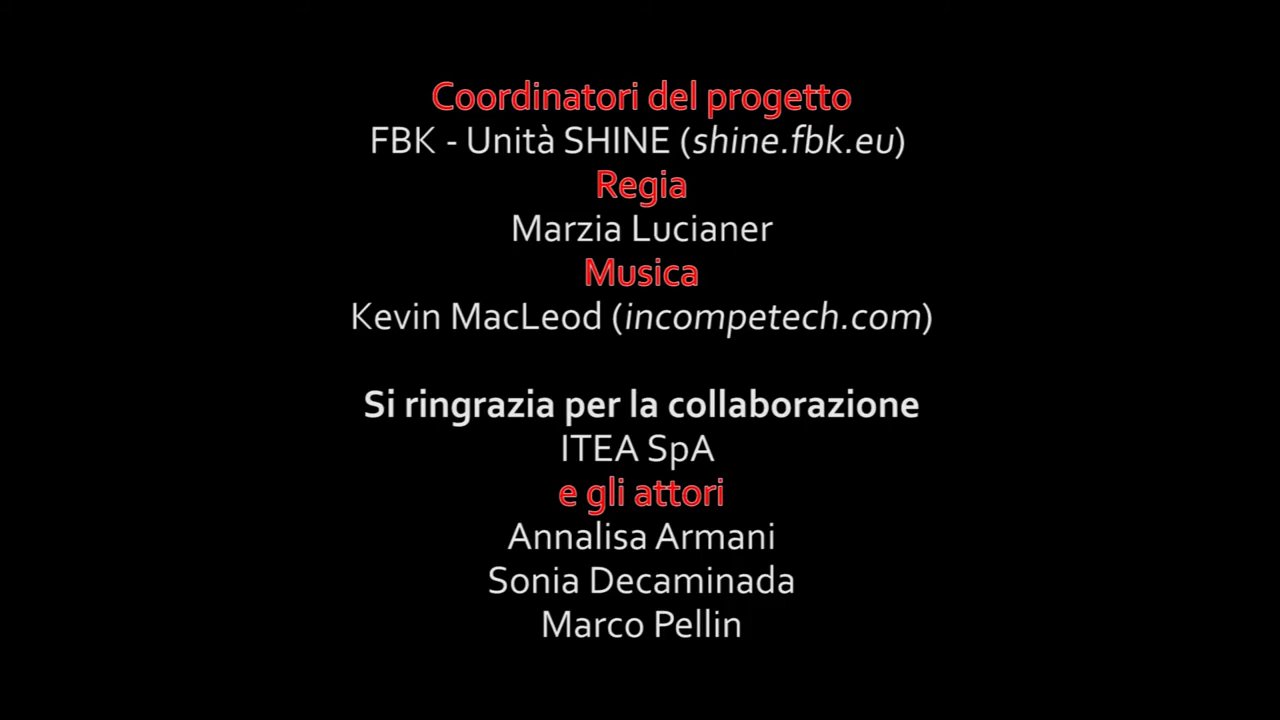 Coordinatori del progetto
FBK - Unità SHINE (shine.fbk.eu)
Regia
Marzia Lucianer
Musica
Kevin MacLeod (incompetech.com)
Si ringrazia per la collaborazione
ITEA SpA
e gli attori
Annalisa Armani
Sonia Decaminada
Marco Pellin